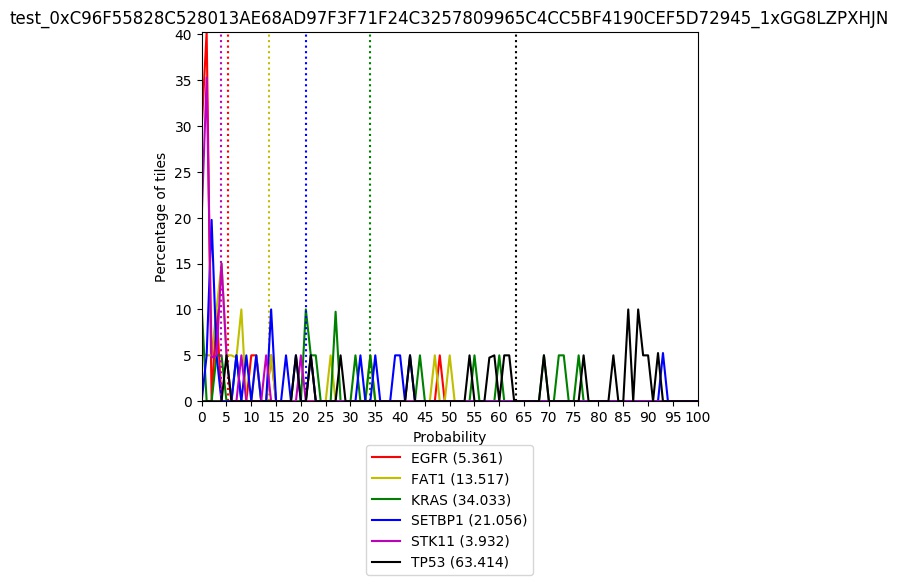 test_0xC96F55828C528013AE68AD97F3F71F24C3257809965C4CC5BF4190CEF5D72945_1xGG8LZPXHJN
40
35
30
25
20
15
10
5
0
Percentage of tiles
0 5 10 15 20 25 30 35 40 45 50 55 60 65 70 75 80 85 90 95 100
Probability
EGFR (5.361)
FAT1 (13.517)
KRAS (34.033)
SETBP1 (21.056)
STK11 (3.932)
TP53 (63.414)